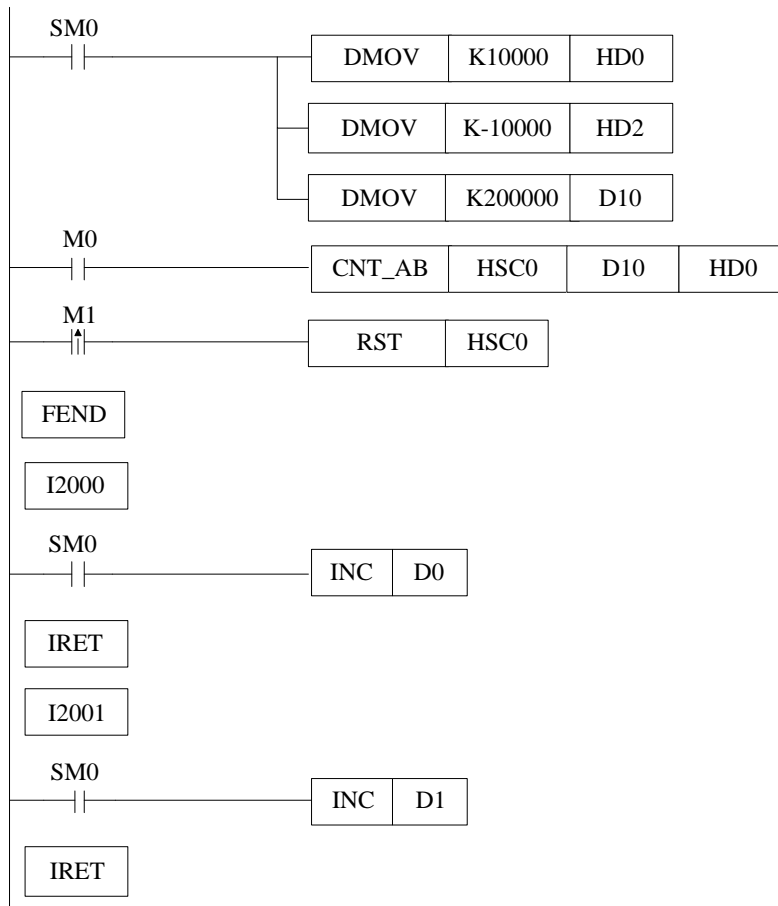 SM0
DMOV K10000 HD0
DMOV K-10000 HD2
DMOV K200000 D10
M0
CNT_AB HSC0 D10 HD0
M1
RST HSC0
FEND
I2000
SM0
INC D0
IRET
I2001
SM0
INC D1
IRET